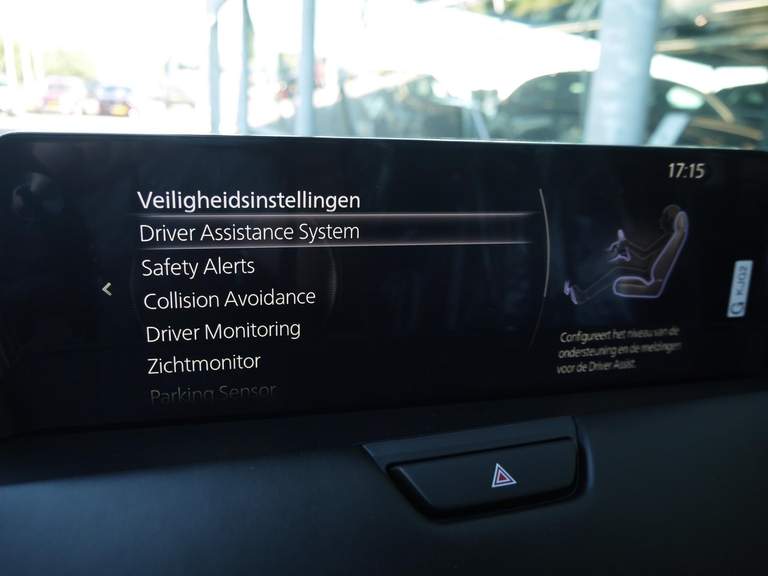 17:15
Veiligheidsinstellingen
Driver Assistance System
Safety Alerts
Collision Avoidance
Driver Monitoring
Zichtmonitor
Parking Sensor
Configureert het niveau van de
ondersteuning en de meldingen
voor de Driver Assist.